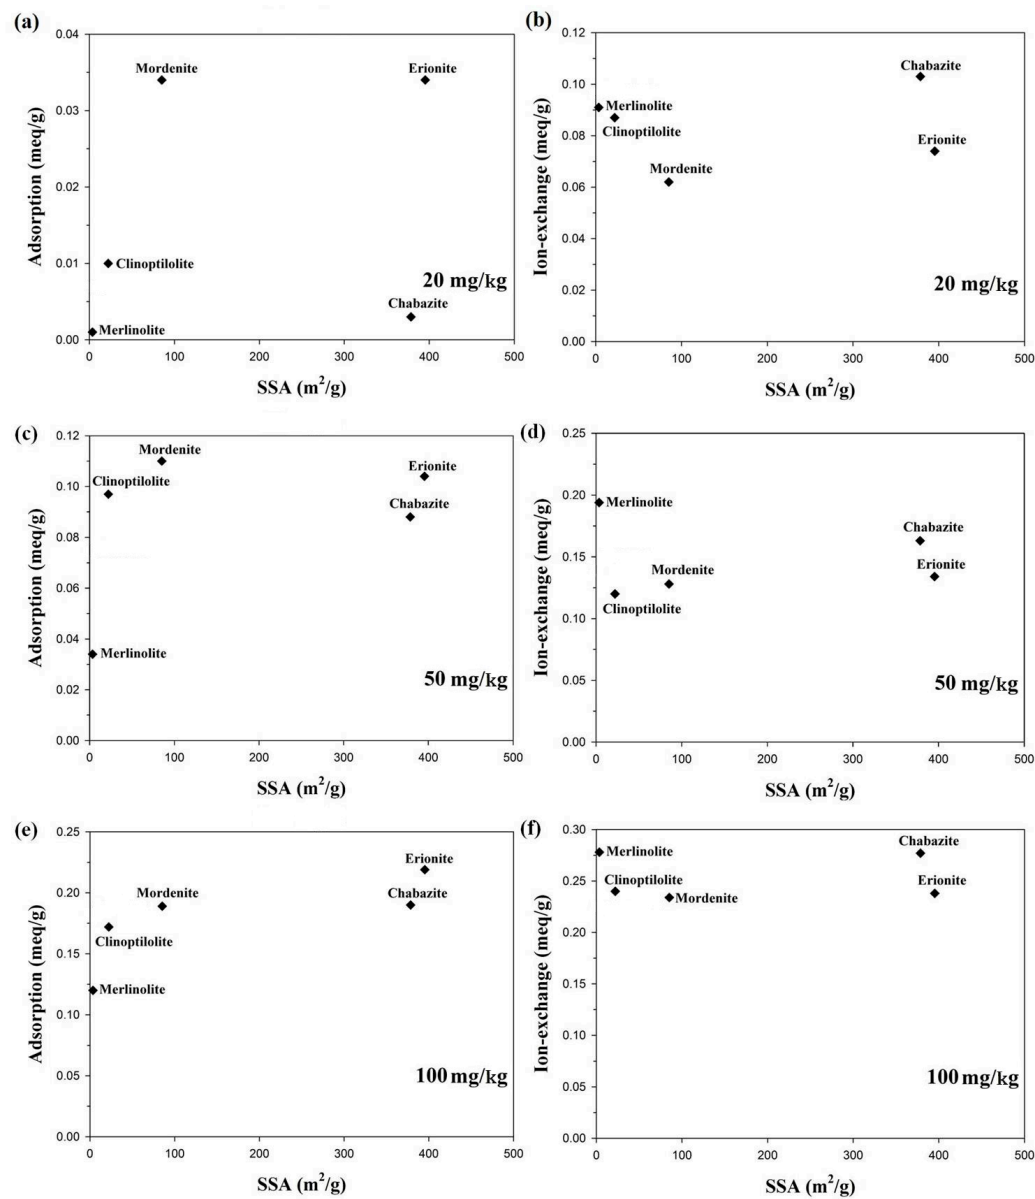 (a)
0.04
0.03
0.02
0.01
0.00
Adsorption (meq/g)
Mordenite
Erionite
Clinoptilolite
Chabazite
Merlinolite
20 mg/kg
0 100 200 300 400 500
SSA (m²/g)
(b)
0.12
0.10
0.08
0.06
0.04
0.02
0.00
Ion-exchange (meq/g)
Chabazite
Merlinolite
Clinoptilolite
Erionite
Mordenite
20 mg/kg
0 100 200 300 400 500
SSA (m²/g)
(c)
0.12
0.10
0.08
0.06
0.04
0.02
0.00
Adsorption (meq/g)
Mordenite
Erionite
Clinoptilolite
Chabazite
Merlinolite
50 mg/kg
0 100 200 300 400 500
SSA (m²/g)
(d)
0.25
0.20
0.15
0.10
0.05
0.00
Ion-exchange (meq/g)
Merlinolite
Chabazite
Mordenite
Erionite
Clinoptilolite
50 mg/kg
0 100 200 300 400 500
SSA (m²/g)
(e)
0.25
0.20
0.15
0.10
0.05
0.00
Adsorption (meq/g)
Erionite
Mordenite
Chabazite
Clinoptilolite
Merlinolite
100 mg/kg
0 100 200 300 400 500
SSA (m²/g)
(f)
0.30
0.25
0.20
0.15
0.10
0.05
0.00
Ion-exchange (meq/g)
Chabazite
Merlinolite
Clinoptilolite
Erionite
Mordenite
100 mg/kg
0 100 200 300 400 500
SSA (m²/g)